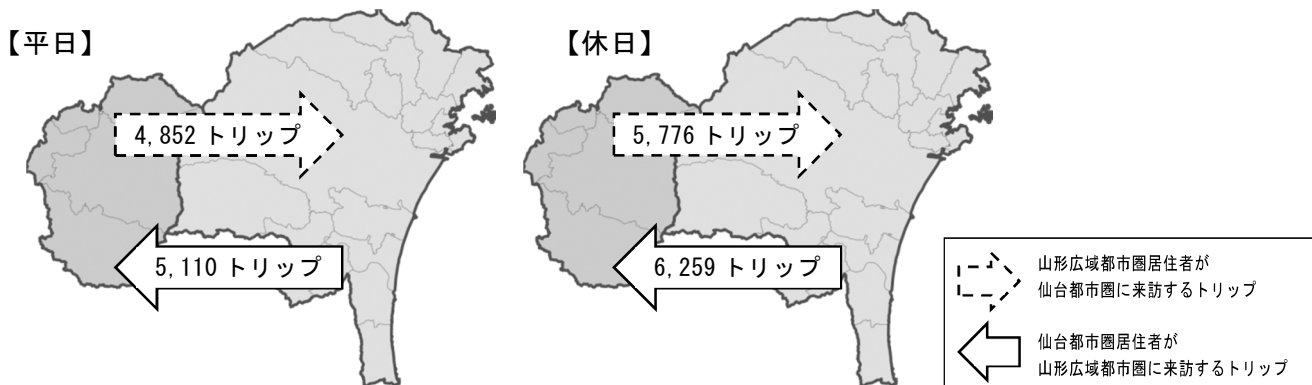 【平日】
4,852 トリップ
5,110 トリップ
【休日】
5,776 トリップ
6,259 トリップ
山形広域都市圏居住者が
仙台都市圏に来訪するトリップ
仙台都市圏居住者が
山形広域都市圏に来訪するトリップ